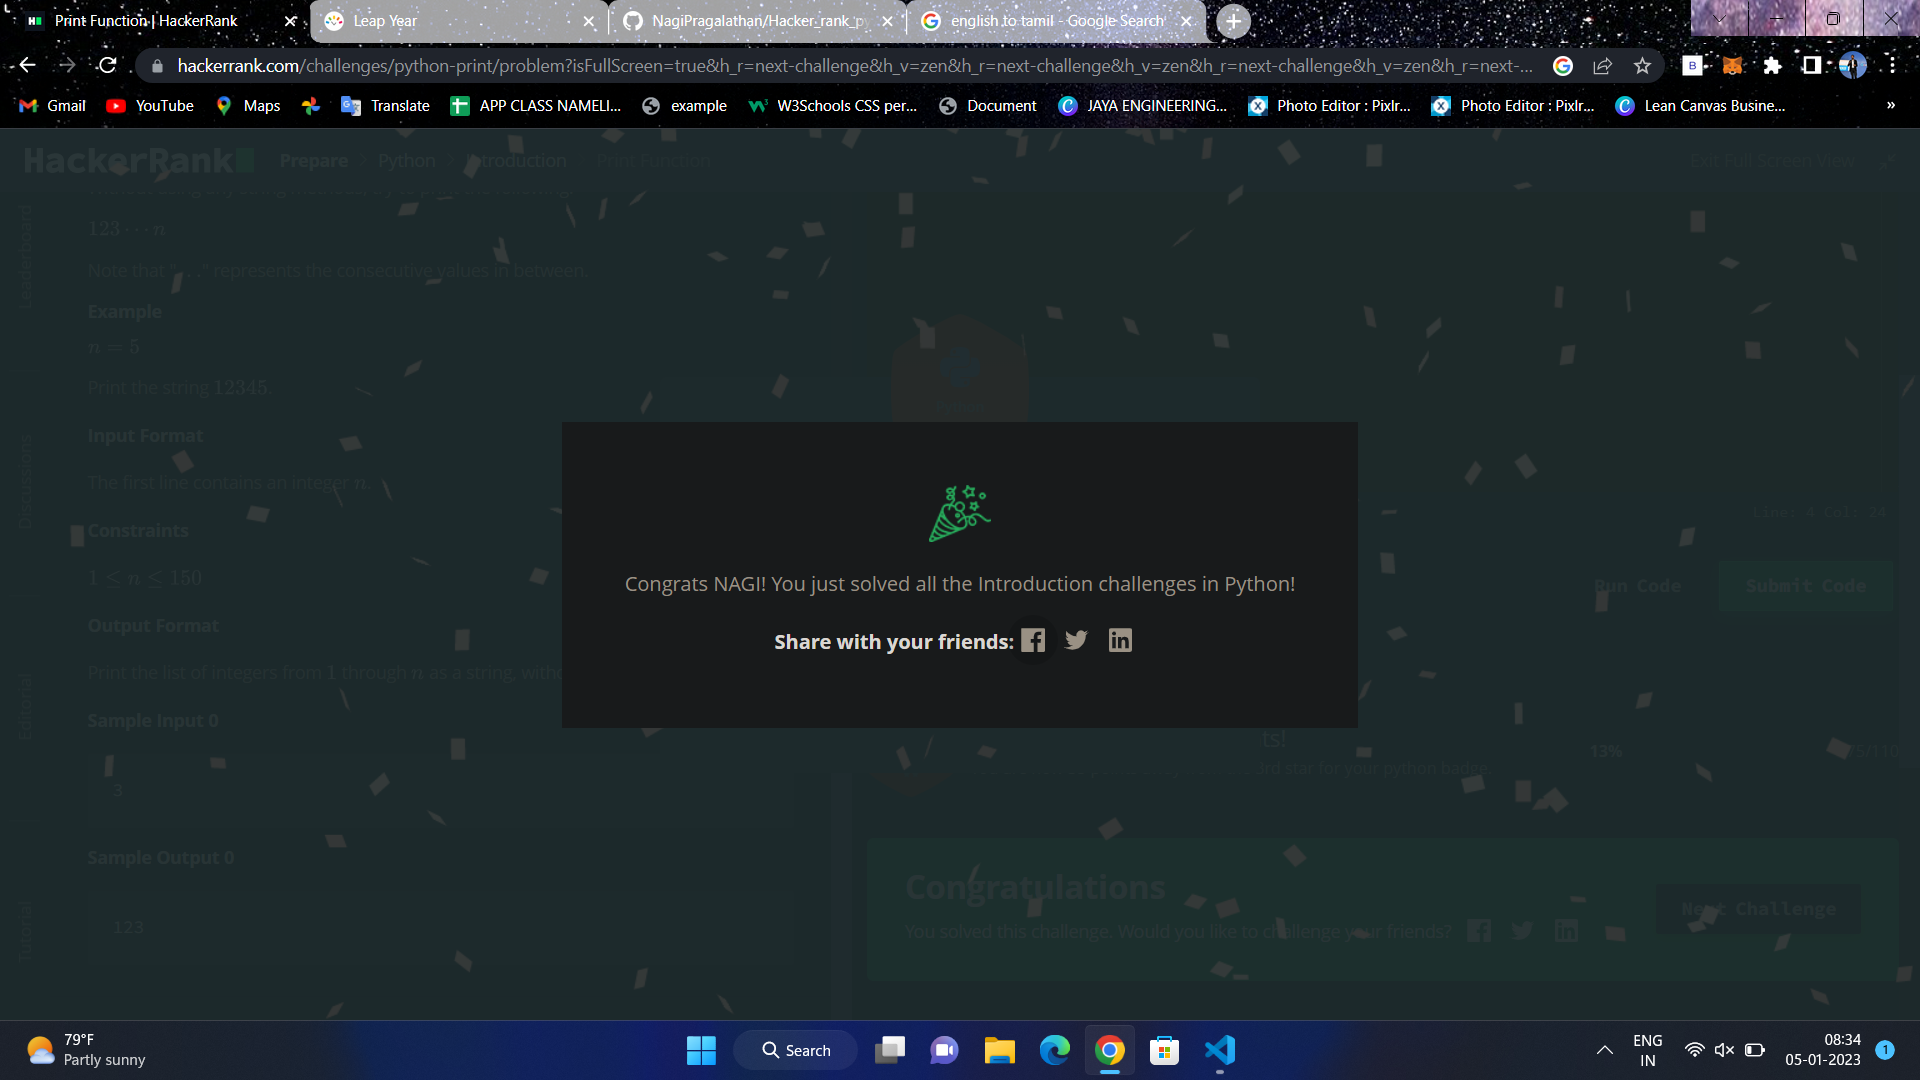 Print Function | HackerRank
Leap Year
NagiPragalathan/Hacker_rank_p
english to tamil - Google Search
hackerrank.com/challenges/python-print/problem?isFullScreen=true&h_r=next-challenge&h_v=zen&h_r=next-challenge&h_v=zen&h_r=next-challenge&h_v=zen&h_r=next-...
Gmail
YouTube
Maps
Translate
APP CLASS NAMELI...
example
W3Schools CSS per...
Document
JAYA ENGINEERING...
Photo Editor : Pixlr...
Photo Editor : Pixlr...
Lean Canvas Busine...
»
HackerRank
Prepare > Python > Introduction > Print Function
Exit Full Screen View
Leaderboard
Discussions
Editorial
Tutorial
123⋯n
Note that "..." represents the consecutive values in between.
Example
n = 5
Print the string 12345.
Input Format
The first line contains an integer n.
Constraints
1 ≤ n ≤ 150
Output Format
Print the list of integers from 1 through n as a string, witho
Sample Input 0
3
Sample Output 0
123
Congrats NAGI! You just solved all the Introduction challenges in Python!
Share with your friends:
Line: 4 Col: 24
Run Code
Submit Code
ts!
13%
star for your python badge.
Congratulations
You solved this challenge. Would you like to challenge your friends?
Next Challenge
79°F
Partly sunny
Search
ENG
IN
08:34
05-01-2023
1